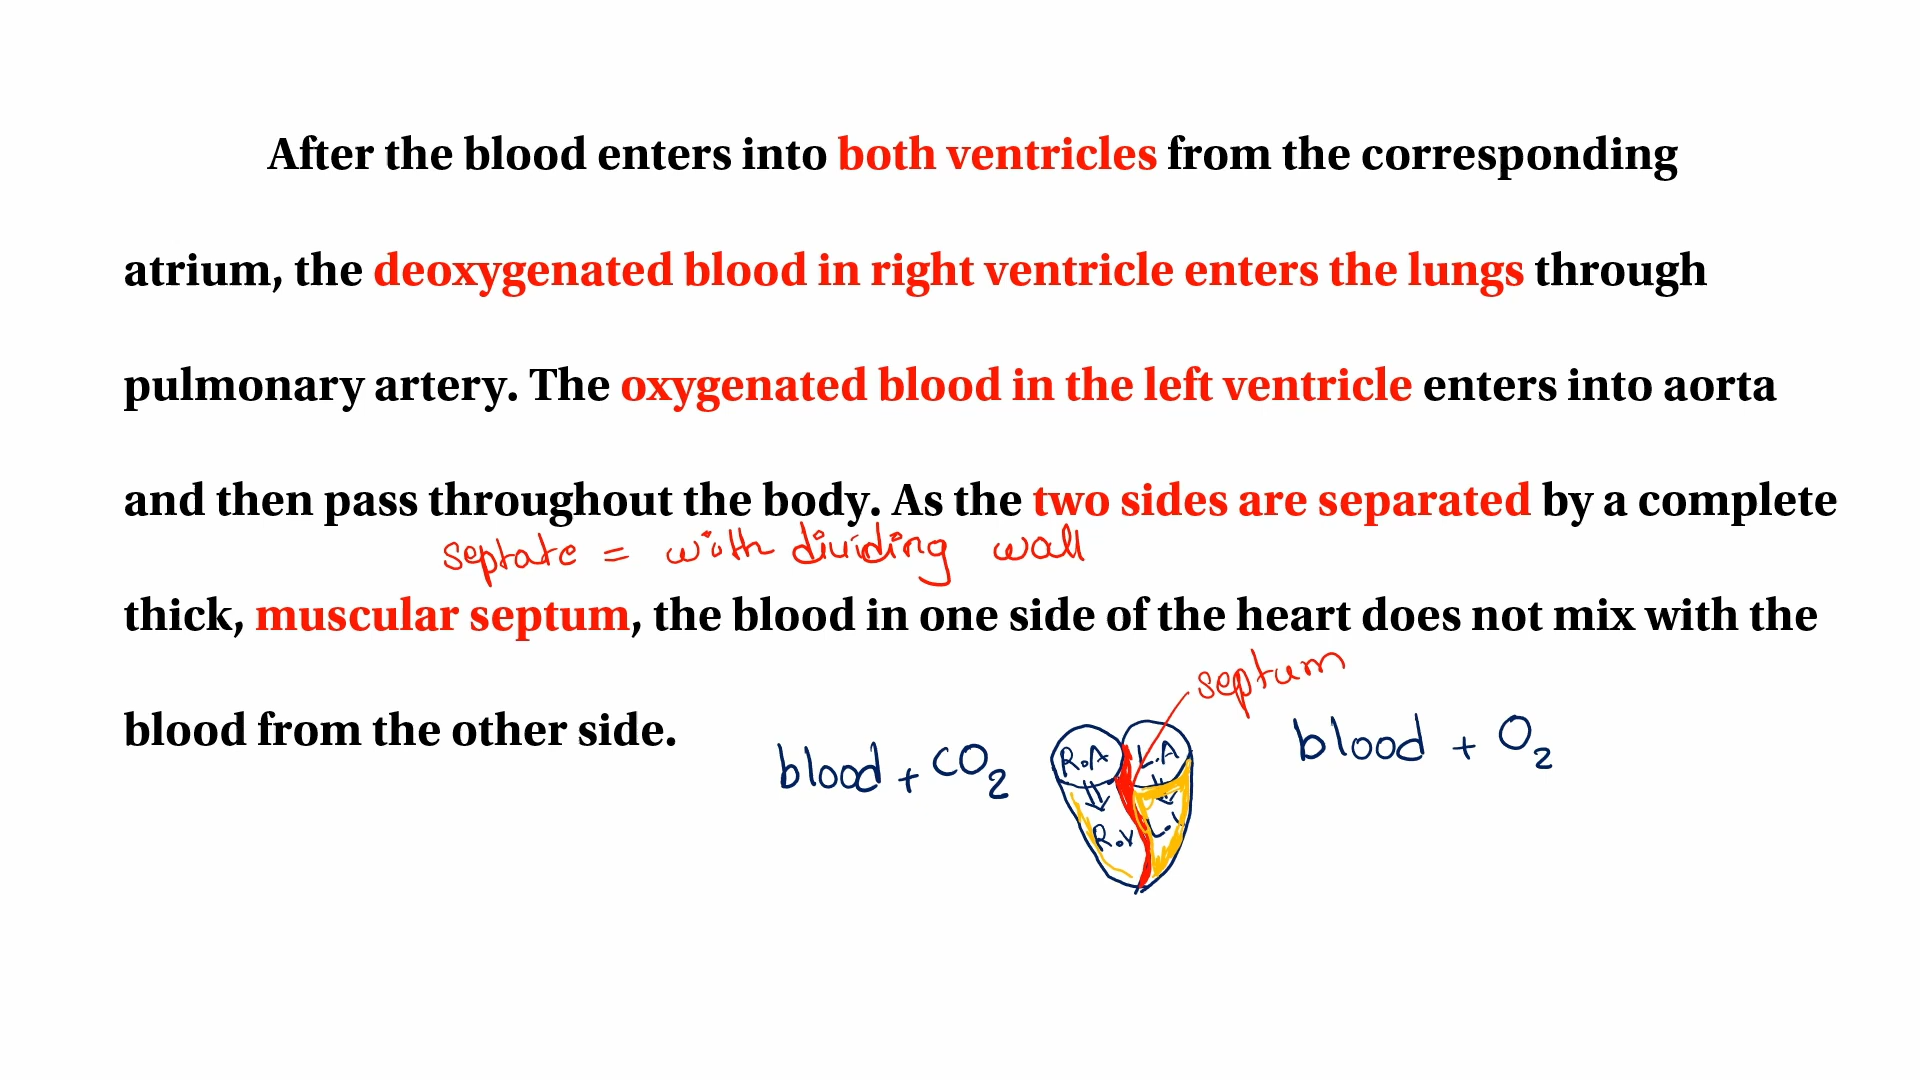 After the blood enters into both ventricles from the corresponding
atrium, the deoxygenated blood in right ventricle enters the lungs through
pulmonary artery. The oxygenated blood in the left ventricle enters into aorta
and then pass throughout the body. As the two sides are separated by a complete
septate = with dividing wall
thick, muscular septum, the blood in one side of the heart does not mix with the
septum
blood from the other side.
blood + CO2
R.A
L.A
blood + O2
R.V
L.V